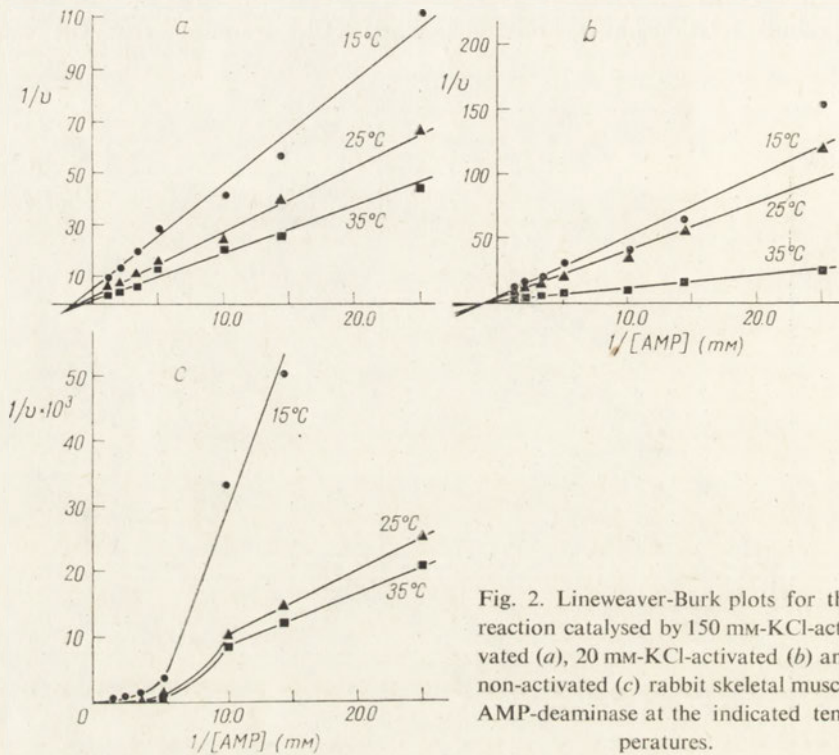 a
110
90
1/υ
70
50
30
10
15°C
25°C
35°C
10.0 20.0
b
200
1/υ
150
100
50
15°C
25°C
35°C
10.0 20.0
1/[AMP] (mM)
c
50
1/υ·10³
40
30
20
10
0
15°C
25°C
35°C
10.0 20.0
1/[AMP] (mM)
Fig. 2. Lineweaver-Burk plots for th
reaction catalysed by 150 mM-KCl-act
vated (a), 20 mM-KCl-activated (b) an
non-activated (c) rabbit skeletal musc
AMP-deaminase at the indicated tem
peratures.